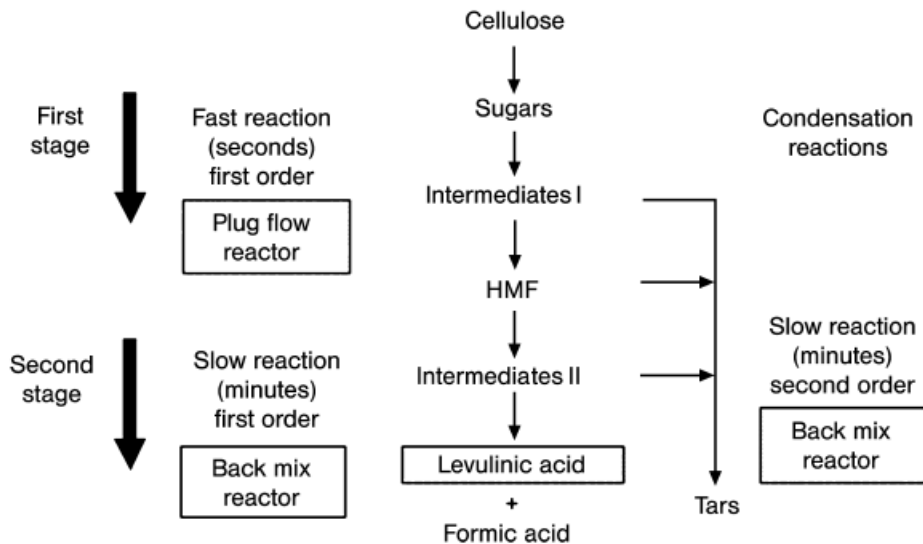 Cellulose
First
stage
Fast reaction
(seconds)
first order
Plug flow
reactor
Sugars
Condensation
reactions
Intermediates I
HMF
Second
stage
Slow reaction
(minutes)
first order
Back mix
reactor
Intermediates II
Levulinic acid
+
Formic acid
Slow reaction
(minutes)
second order
Back mix
reactor
Tars